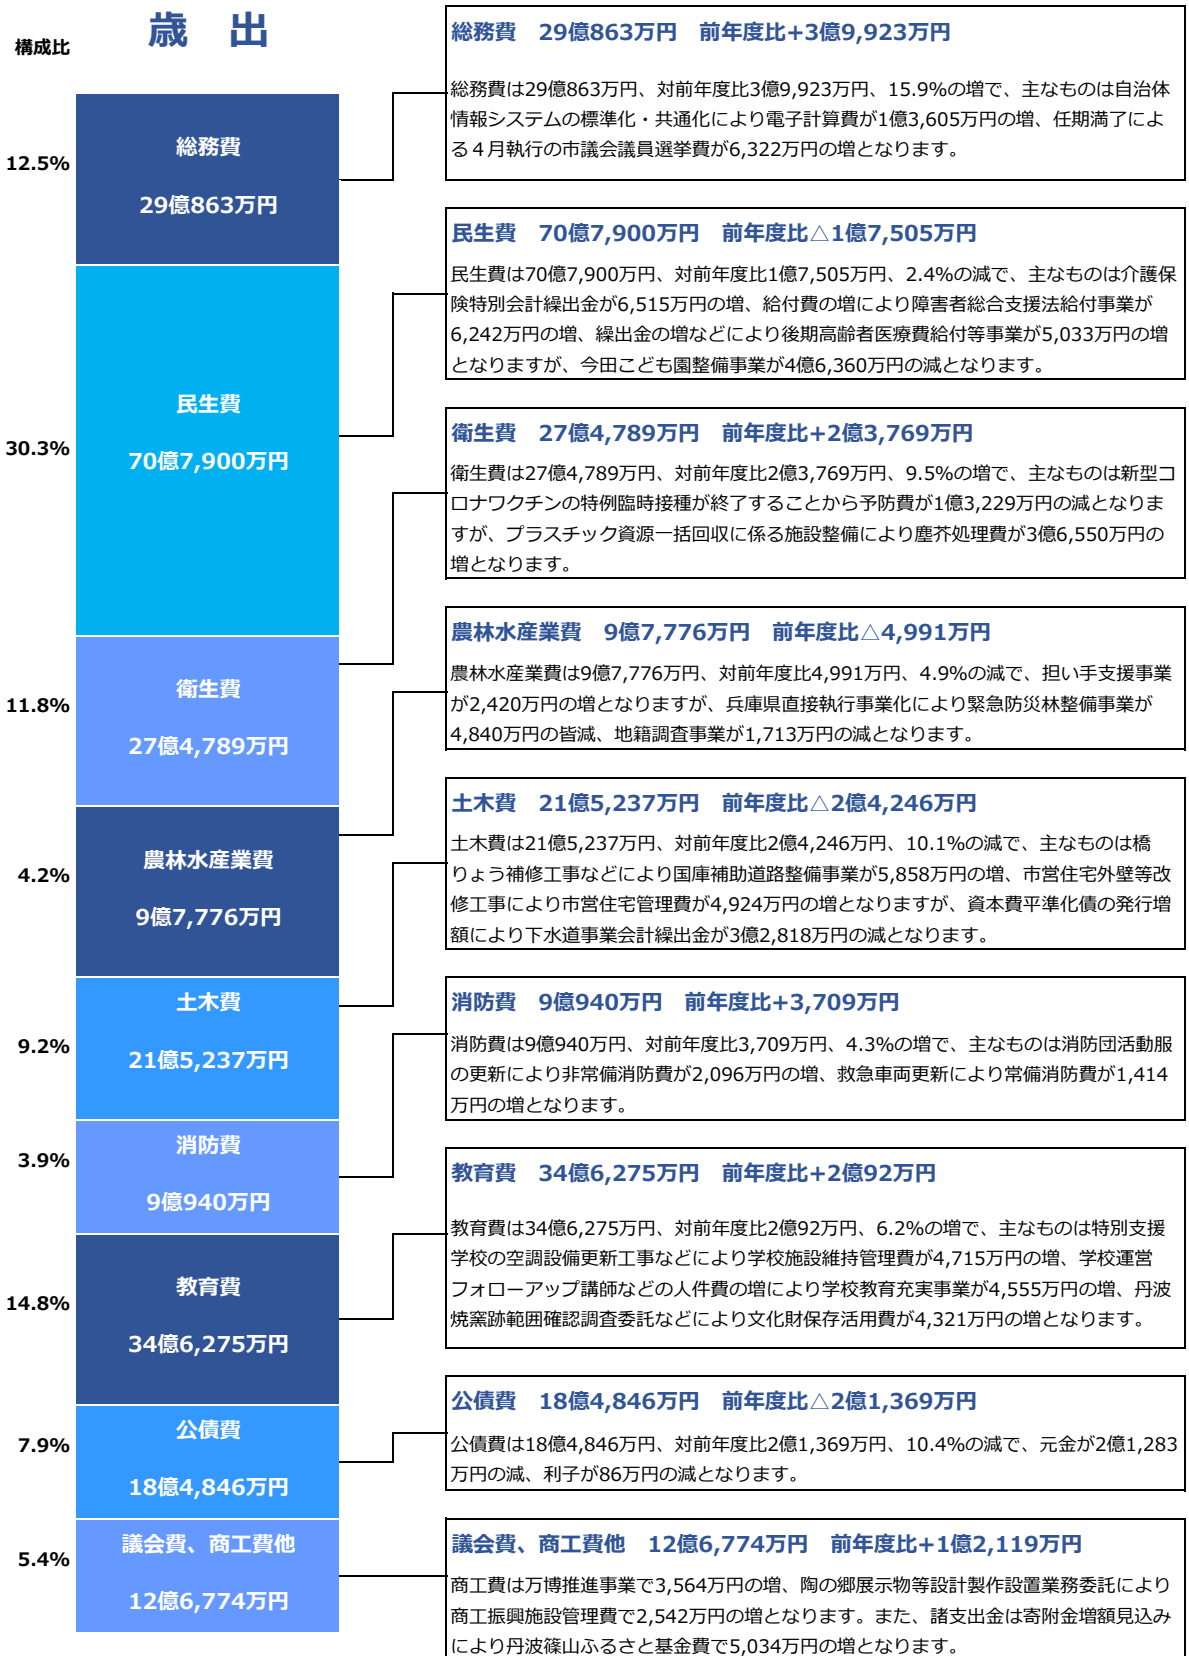 歳 出
構成比
12.5%
総務費
29億863万円
30.3%
民生費
70億7,900万円
11.8%
衛生費
27億4,789万円
4.2%
農林水産業費
9億7,776万円
9.2%
土木費
21億5,237万円
3.9%
消防費
9億940万円
14.8%
教育費
34億6,275万円
7.9%
公債費
18億4,846万円
5.4%
議会費、商工費他
12億6,774万円
総務費 29億863万円 前年度比+3億9,923万円
総務費は29億863万円、対前年度比3億9,923万円、15.9%の増で、主なものは自治体
情報システムの標準化・共通化により電子計算費が1億3,605万円の増、任期満了によ
る４月執行の市議会議員選挙費が6,322万円の増となります。
民生費 70億7,900万円 前年度比△1億7,505万円
民生費は70億7,900万円、対前年度比1億7,505万円、2.4%の減で、主なものは介護保
険特別会計繰出金が6,515万円の増、給付費の増により障害者総合支援法給付事業が
6,242万円の増、繰出金の増などにより後期高齢者医療費給付等事業が5,033万円の増
となりますが、今田こども園整備事業が4億6,360万円の減となります。
衛生費 27億4,789万円 前年度比+2億3,769万円
衛生費は27億4,789万円、対前年度比2億3,769万円、9.5%の増で、主なものは新型コ
ロナワクチンの特例臨時接種が終了することから予防費が1億3,229万円の減となりま
すが、プラスチック資源一括回収に係る施設整備により塵芥処理費が3億6,550万円の
増となります。
農林水産業費 9億7,776万円 前年度比△4,991万円
農林水産業費は9億7,776万円、対前年度比4,991万円、4.9%の減で、担い手支援事業
が2,420万円の増となりますが、兵庫県直接執行事業化により緊急防災林整備事業が
4,840万円の皆減、地籍調査事業が1,713万円の減となります。
土木費 21億5,237万円 前年度比△2億4,246万円
土木費は21億5,237万円、対前年度比2億4,246万円、10.1%の減で、主なものは橋
りょう補修工事などにより国庫補助道路整備事業が5,858万円の増、市営住宅外壁等改
修工事により市営住宅管理費が4,924万円の増となりますが、資本費平準化債の発行増
額により下水道事業会計繰出金が3億2,818万円の減となります。
消防費 9億940万円 前年度比+3,709万円
消防費は9億940万円、対前年度比3,709万円、4.3%の増で、主なものは消防団活動服
の更新により非常備消防費が2,096万円の増、救急車両更新により常備消防費が1,414
万円の増となります。
教育費 34億6,275万円 前年度比+2億92万円
教育費は34億6,275万円、対前年度比2億92万円、6.2%の増で、主なものは特別支援
学校の空調設備更新工事などにより学校施設維持管理費が4,715万円の増、学校運営
フォローアップ講師などの人件費の増により学校教育充実事業が4,555万円の増、丹波
焼窯跡範囲確認調査委託などにより文化財保存活用費が4,321万円の増となります。
公債費 18億4,846万円 前年度比△2億1,369万円
公債費は18億4,846万円、対前年度比2億1,369万円、10.4%の減で、元金が2億1,283
万円の減、利子が86万円の減となります。
議会費、商工費他 12億6,774万円 前年度比+1億2,119万円
商工費は万博推進事業で3,564万円の増、陶の郷展示物等設計製作設置業務委託により
商工振興施設管理費で2,542万円の増となります。また、諸支出金は寄附金増額見込み
により丹波篠山ふるさと基金費で5,034万円の増となります。